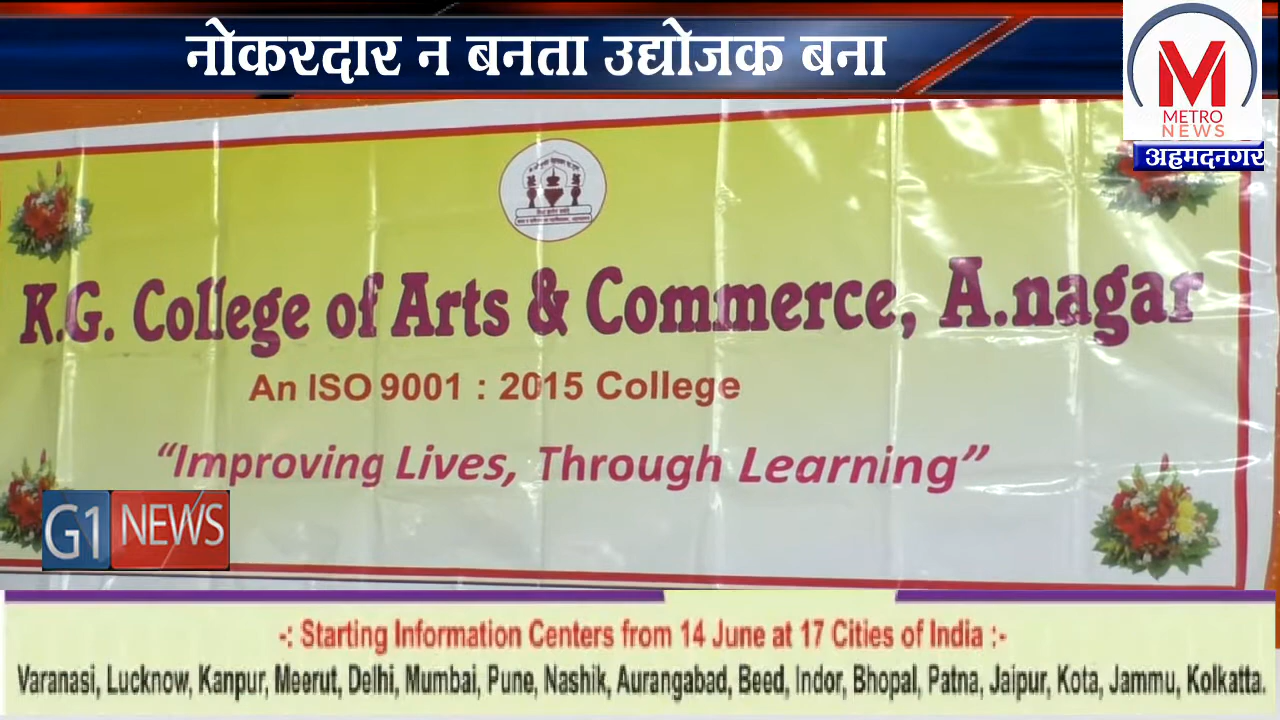 नोकरदार न बनता उद्योजक बना
M
METRO
NEWS
अहमदनगर
K.G. College of Arts & Commerce, A.nagar
An ISO 9001 : 2015 College
“Improving Lives, Through Learning”
G1 NEWS
-: Starting Information Centers from 14 June at 17 Cities of India :-
Varanasi, Lucknow, Kanpur, Meerut, Delhi, Mumbai, Pune, Nashik, Aurangabad, Beed, Indor, Bhopal, Patna, Jaipur, Kota, Jammu, Kolkatta.